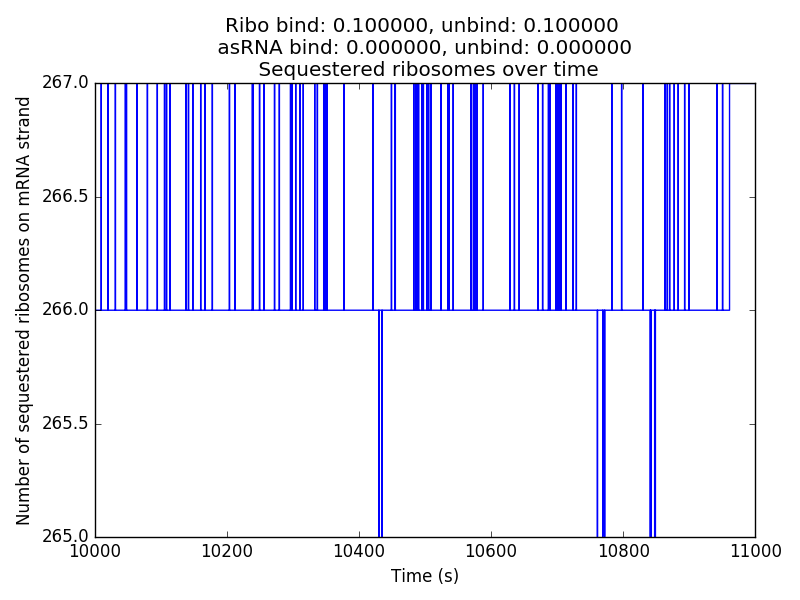 Ribo bind: 0.100000, unbind: 0.100000
asRNA bind: 0.000000, unbind: 0.000000
Sequestered ribosomes over time
Number of sequestered ribosomes on mRNA strand
267.0
266.5
266.0
265.5
265.0
10000 10200 10400 10600 10800 11000
Time (s)